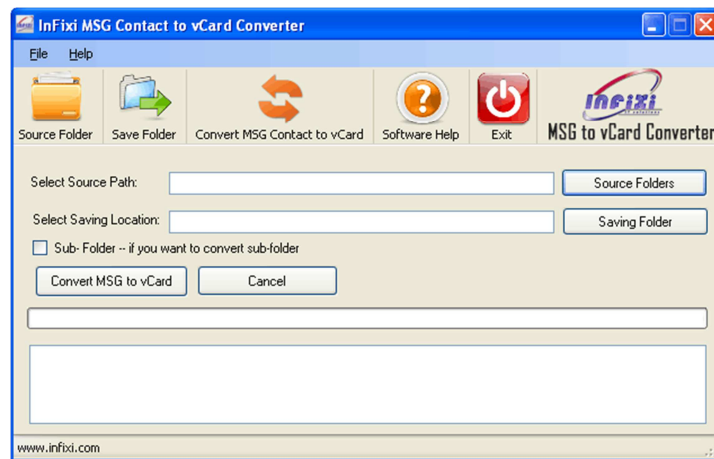 InFixi MSG Contact to vCard Converter
File Help
Source Folder Save Folder Convert MSG Contact to vCard Software Help Exit
InFixi
MSG to vCard Converter
Select Source Path: Source Folders
Select Saving Location: Saving Folder
Sub- Folder -- if you want to convert sub-folder
Convert MSG to vCard Cancel
www.infixi.com